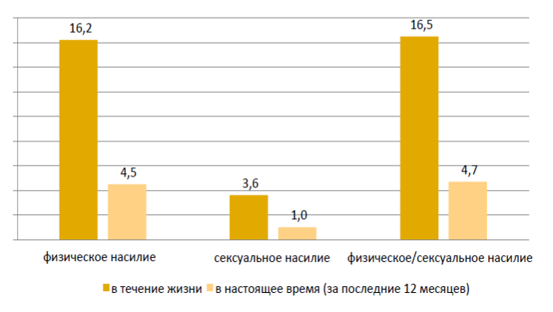 16,2
4,5
3,6
1,0
16,5
4,7
физическое насилие
сексуальное насилие
физическое/сексуальное насилие
в течение жизни
в настоящее время (за последние 12 месяцев)